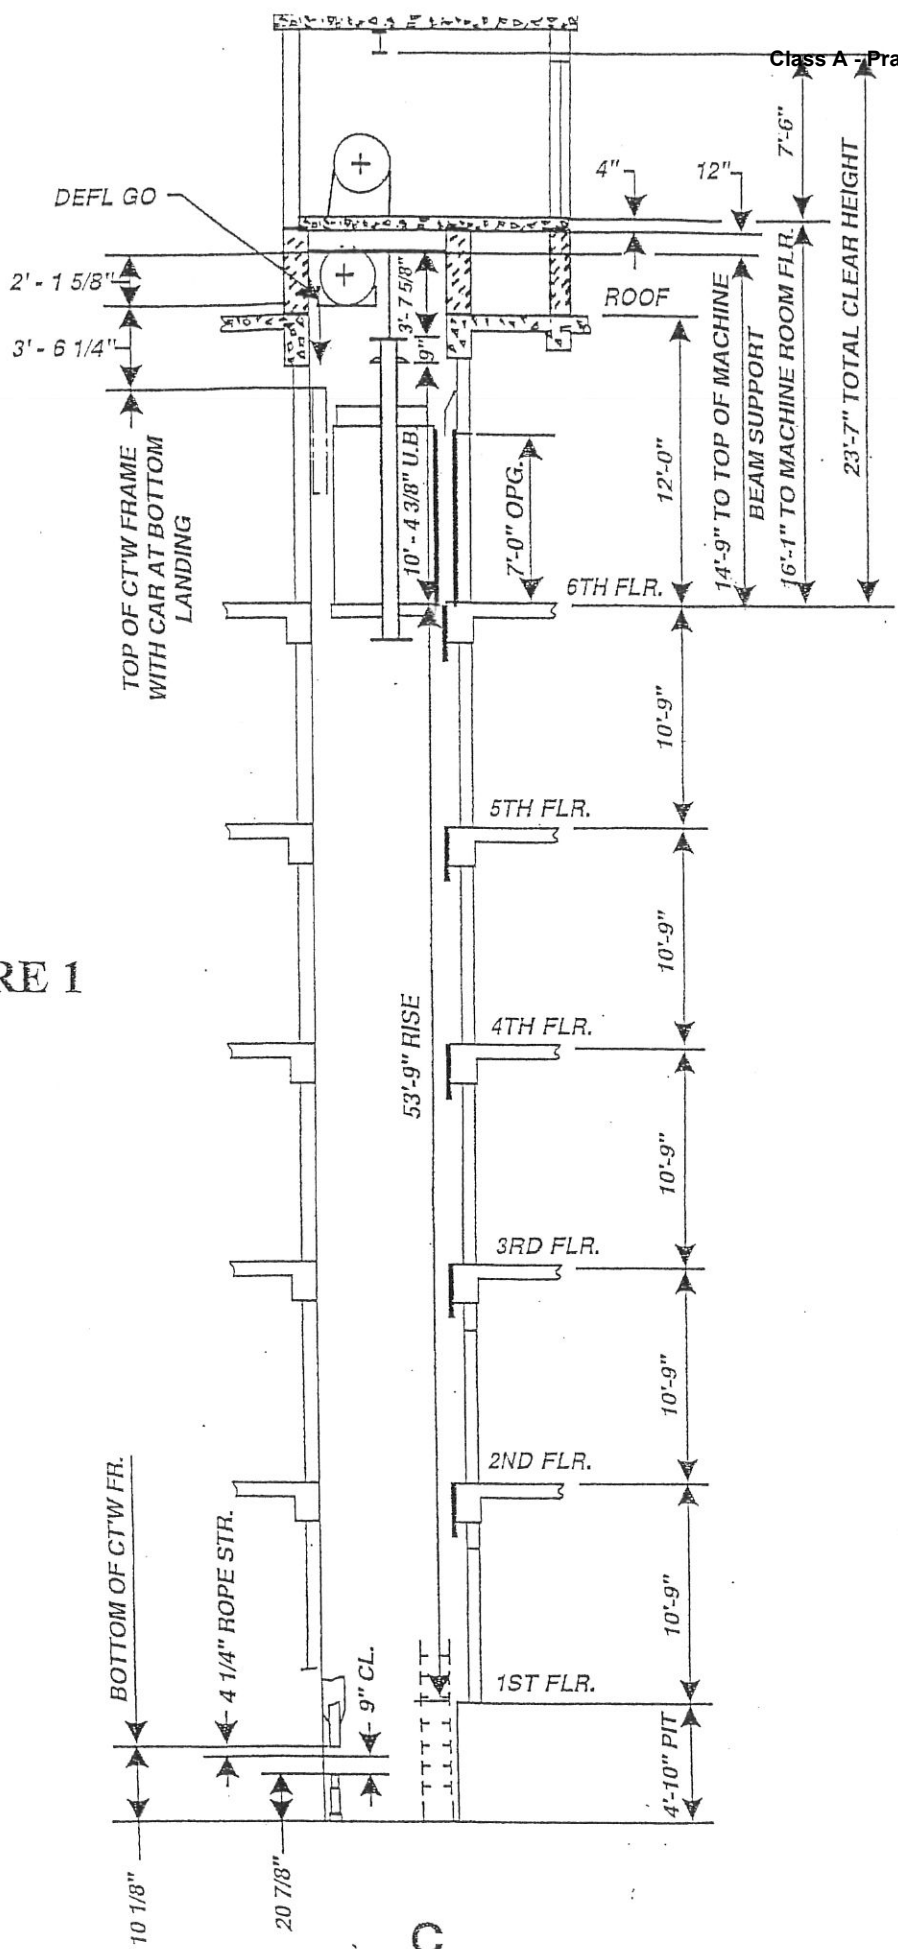 Class A - Pra
7'-6"
4"
12"
DEFL GO
23'-7" TOTAL CLEAR HEIGHT
16'-1" TO MACHINE ROOM FLR.
14'-9" TO TOP OF MACHINE
BEAM SUPPORT
2' - 1 5/8"
3' - 7 5/8"
ROOF
3' - 6 1/4"
9"
TOP OF CTW FRAME
WITH CAR AT BOTTOM
LANDING
10' - 4 3/8" U.B.
7'-0" OPG.
12'-0"
6TH FLR.
10'-9"
5TH FLR.
10'-9"
RE 1
53'-9" RISE
4TH FLR.
10'-9"
3RD FLR.
10'-9"
2ND FLR.
BOTTOM OF CTW FR.
4 1/4" ROPE STR.
9" CL.
10'-9"
1ST FLR.
4'-10" PIT
10 1/8"
20 7/8"
C